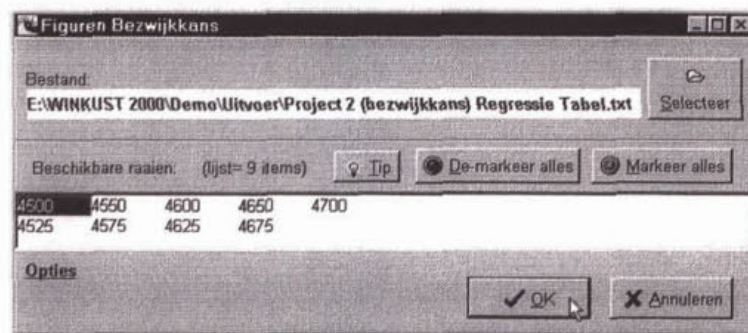 Figuren Bezwijkkans
Bestand:
E:\WINKUST 2000\Demo\Uitvoer\Project 2 (bezwijkkans) Regressie Tabel.txt
Selecteer
Beschikbare raaien: (lijst= 9 items) Tip De-markeer alles Markeer alles
4500 4550 4600 4650 4700
4525 4575 4625 4675
Opties
OK Annuleren